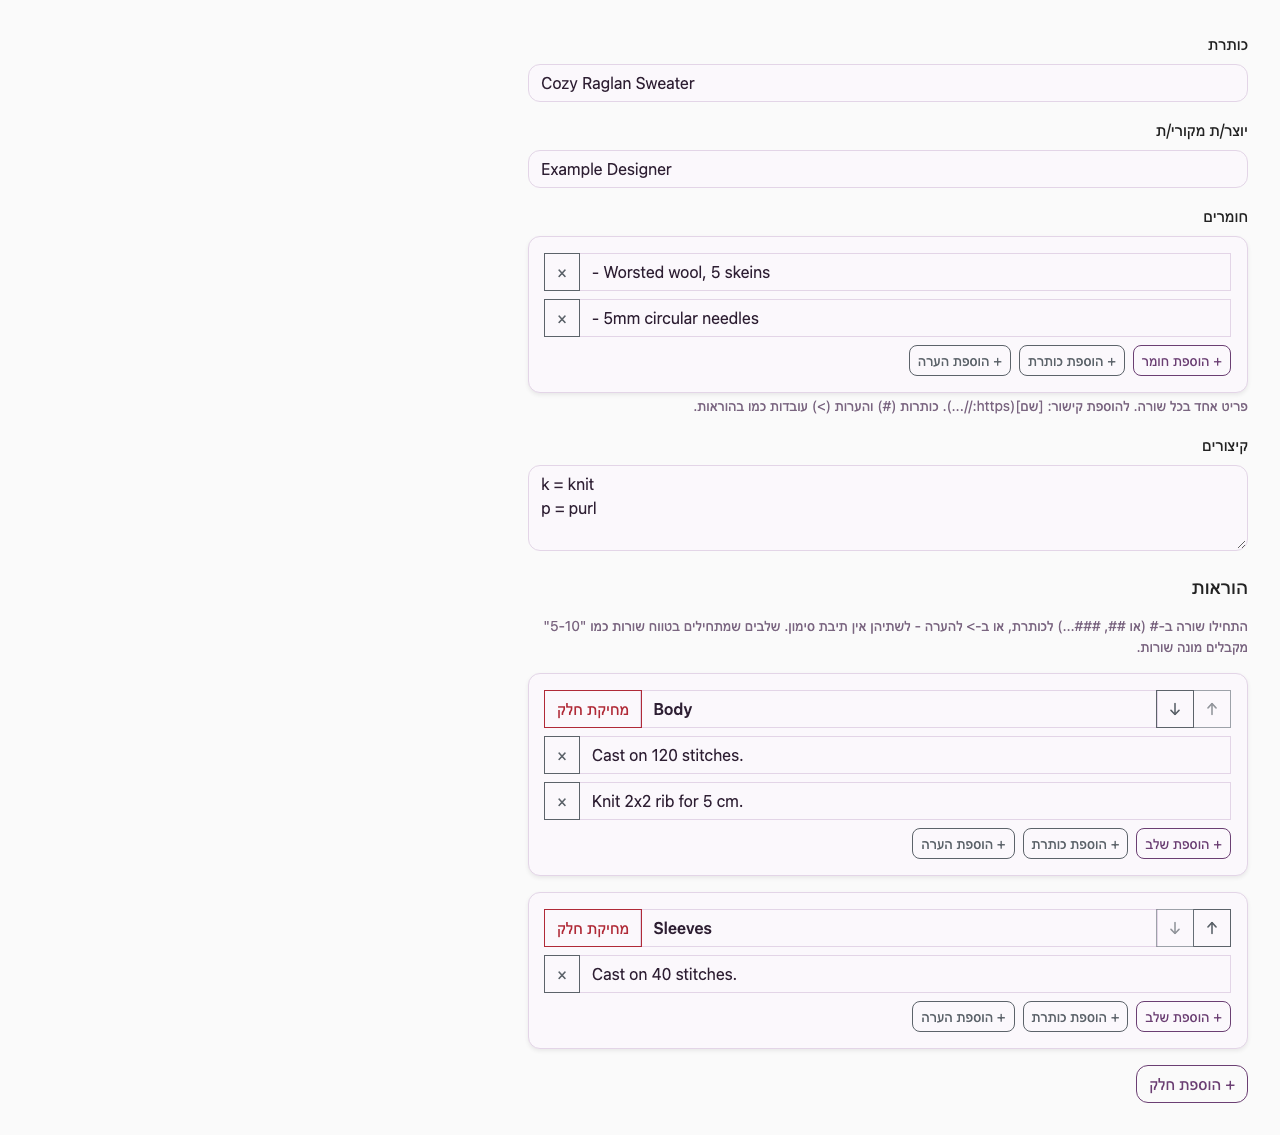 כותרת
Cozy Raglan Sweater
יוצר/ת מקורי/ת
Example Designer
חומרים
- Worsted wool, 5 skeins ×
- 5mm circular needles ×
+ הוספת חומר + הוספת כותרת + הוספת הערה
פריט אחד בכל שורה. להוספת קישור: [שם](https://...). כותרות (#) והערות (>) עובדות כמו בהוראות.
קיצורים
k = knit
p = purl
הוראות
התחילו שורה ב-# (או ##, ###...) לכותרת, או ב-> להערה - לשתיהן אין תיבת סימון. שלבים שמתחילים בטווח שורות כמו "5-10"
מקבלים מונה שורות.
↑ ↓ Body מחיקת חלק
Cast on 120 stitches. ×
Knit 2x2 rib for 5 cm. ×
+ הוספת שלב + הוספת כותרת + הוספת הערה
↑ ↓ Sleeves מחיקת חלק
Cast on 40 stitches. ×
+ הוספת שלב + הוספת כותרת + הוספת הערה
+ הוספת חלק